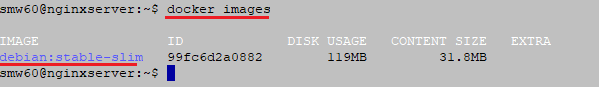 smw60@nginxserver:~$ docker images
IMAGE ID DISK USAGE CONTENT SIZE EXTRA
debian:stable-slim 99fc6d2a0882 119MB 31.8MB
smw60@nginxserver:~$